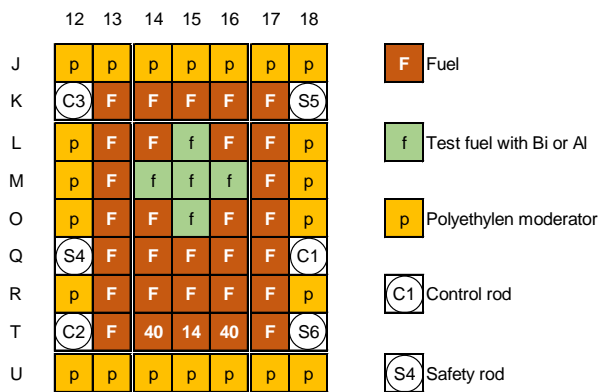 12 13 14 15 16 17 18
J p p p p p p p
K C3 F F F F F S5
L p F F f F F p
M p F f f f F p
O p F F f F F p
Q S4 F F F F F C1
R p F F F F F p
T C2 F 40 14 40 F S6
U p p p p p p p
F Fuel
f Test fuel with Bi or Al
p Polyethylen moderator
C1 Control rod
S4 Safety rod